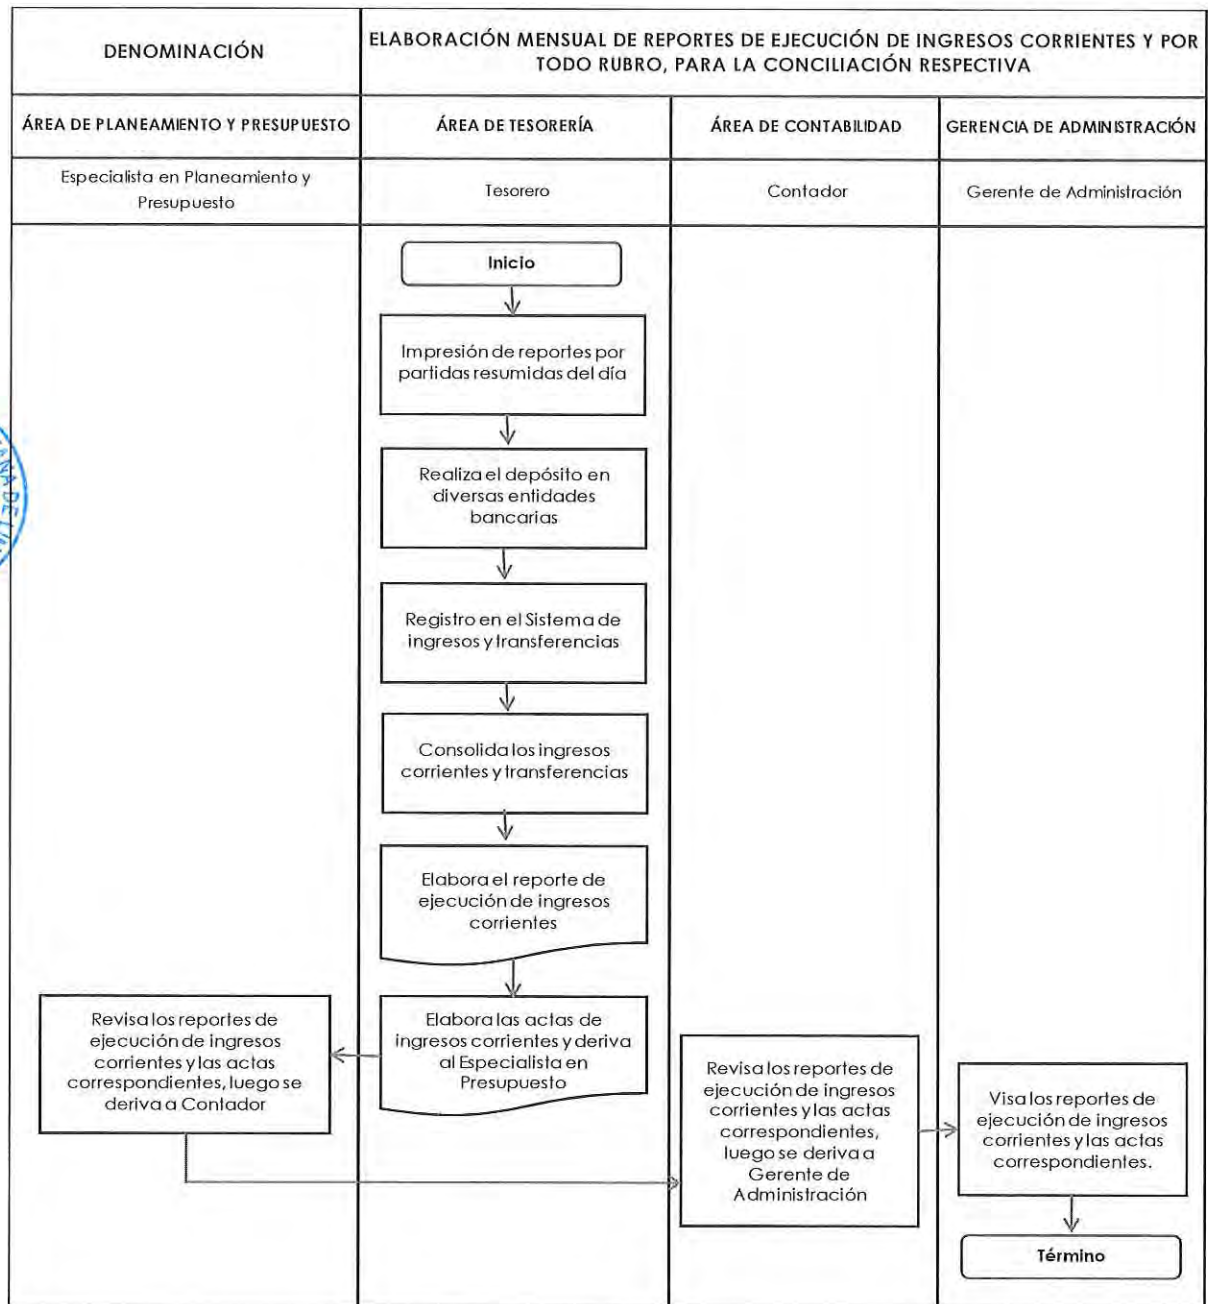 DENOMINACIÓN
ELABORACIÓN MENSUAL DE REPORTES DE EJECUCIÓN DE INGRESOS CORRIENTES Y POR
TODO RUBRO, PARA LA CONCILIACIÓN RESPECTIVA
ÁREA DE PLANEAMIENTO Y PRESUPUESTO
ÁREA DE TESORERÍA
ÁREA DE CONTABILIDAD
GERENCIA DE ADMINISTRACIÓN
Especialista en Planeamiento y
Presupuesto
Tesorero
Contador
Gerente de Administración
Inicio
Impresión de reportes por
partidas resumidas del día
Realiza el depósito en
diversas entidades
bancarias
Registro en el Sistema de
ingresos y transferencias
Consolida los ingresos
corrientes y transferencias
Elabora el reporte de
ejecución de ingresos
corrientes
Elabora las actas de
ingresos corrientes y deriva
al Especialista en
Presupuesto
Revisa los reportes de
ejecución de ingresos
corrientes y las actas
correspondientes, luego se
deriva a Contador
Revisa los reportes de
ejecución de ingresos
corrientes y las actas
correspondientes,
luego se deriva a
Gerente de
Administración
Visa los reportes de
ejecución de ingresos
corrientes y las actas
correspondientes.
Término